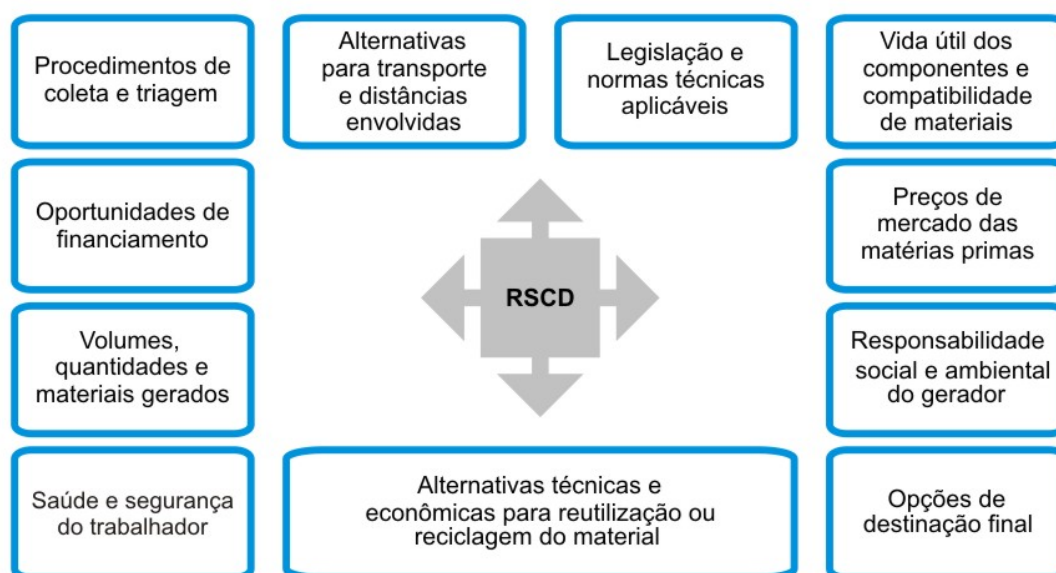 Procedimentos de
coleta e triagem
Alternativas
para transporte
e distâncias
envolvidas
Legislação e
normas técnicas
aplicáveis
Vida útil dos
componentes e
compatibilidade
de materiais
Oportunidades de
financiamento
Preços de
mercado das
matérias primas
RSCD
Volumes,
quantidades e
materiais gerados
Responsabilidade
social e ambiental
do gerador
Saúde e segurança
do trabalhador
Alternativas técnicas e
econômicas para reutilização ou
reciclagem do material
Opções de
destinação final